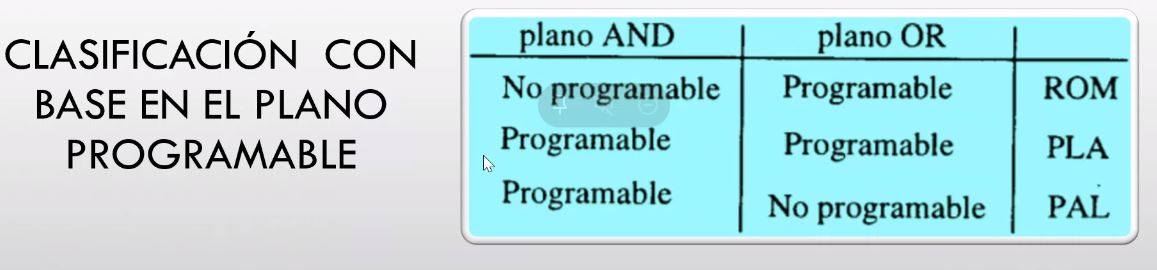 CLASIFICACIÓN CON
BASE EN EL PLANO
PROGRAMABLE
plano AND plano OR
No programable Programable ROM
Programable Programable PLA
Programable No programable PAL